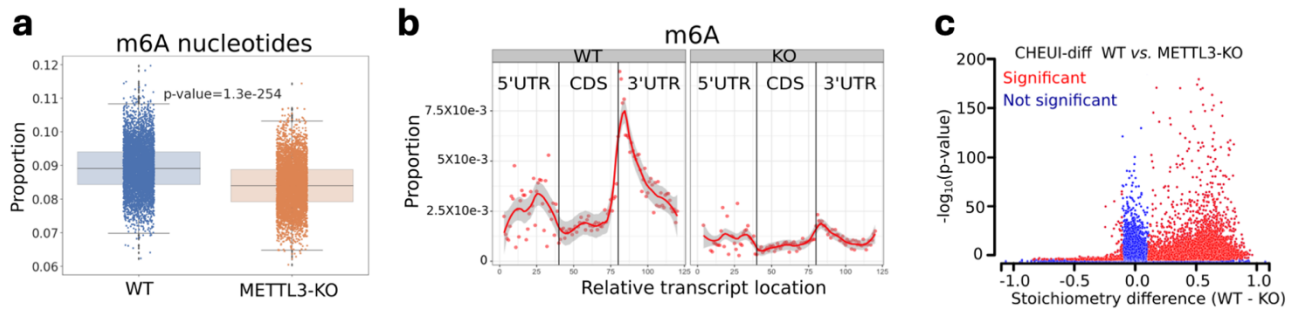 a
m6A nucleotides
0.12
0.11
0.10
0.09
0.08
0.07
0.06
Proportion
p-value=1.3e-254
WT
METTL3-KO
b
m6A
WT
KO
5'UTR
CDS
3'UTR
5'UTR
CDS
3'UTR
7.5X10e-3
5X10e-3
2.5X10e-3
0
Proportion
0
25
50
75
100
125
0
25
50
75
100
125
Relative transcript location
c
CHEUI-diff WT vs. METTL3-KO
Significant
Not significant
200
150
100
50
0
-log10(p-value)
-1.0
-0.5
0.0
0.5
1.0
Stoichiometry difference (WT - KO)